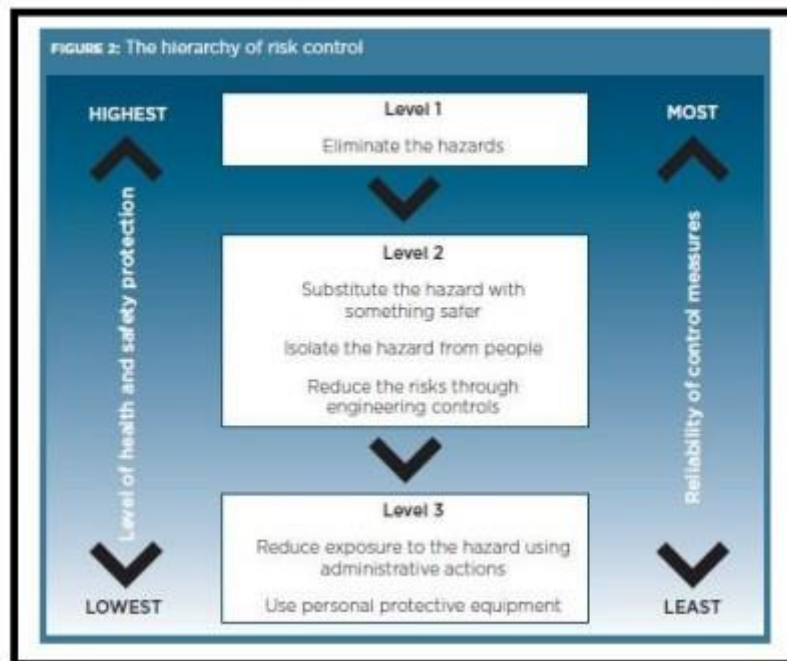 FIGURE 2: The hierarchy of risk control
HIGHEST
Level 1
Eliminate the hazards
MOST
Level of health and safety protection
Level 2
Substitute the hazard with
something safer
Isolate the hazard from people
Reduce the risks through
engineering controls
Reliability of control measures
Level 3
Reduce exposure to the hazard using
administrative actions
Use personal protective equipment
LOWEST
LEAST